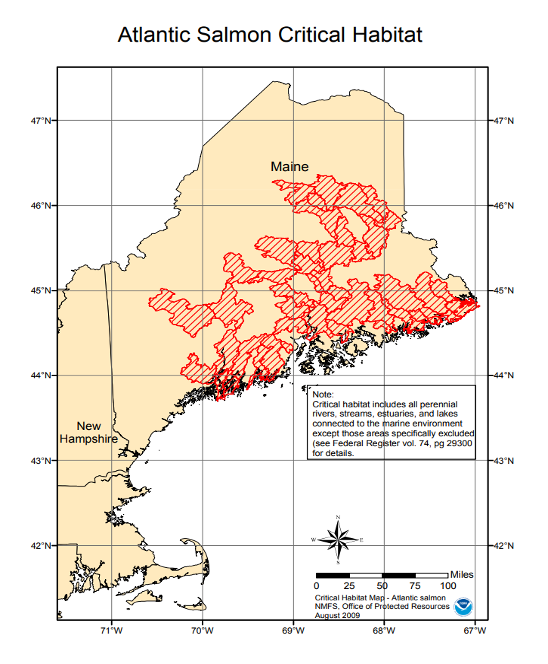 Atlantic Salmon Critical Habitat
47°N
47°N
Maine
46°N
46°N
45°N
45°N
44°N
44°N
Note:
Critical habitat includes all perennial
rivers, streams, estuaries, and lakes
connected to the marine environment
except those areas specifically excluded
(see Federal Register vol. 74, pg 29300
for details.
New
Hampshire
43°N
43°N
N
W
E
S
42°N
42°N
Miles
0 25 50 75 100
Critical Habitat Map - Atlantic salmon
NMFS, Office of Protected Resources
August 2009
71°W 70°W 69°W 68°W 67°W